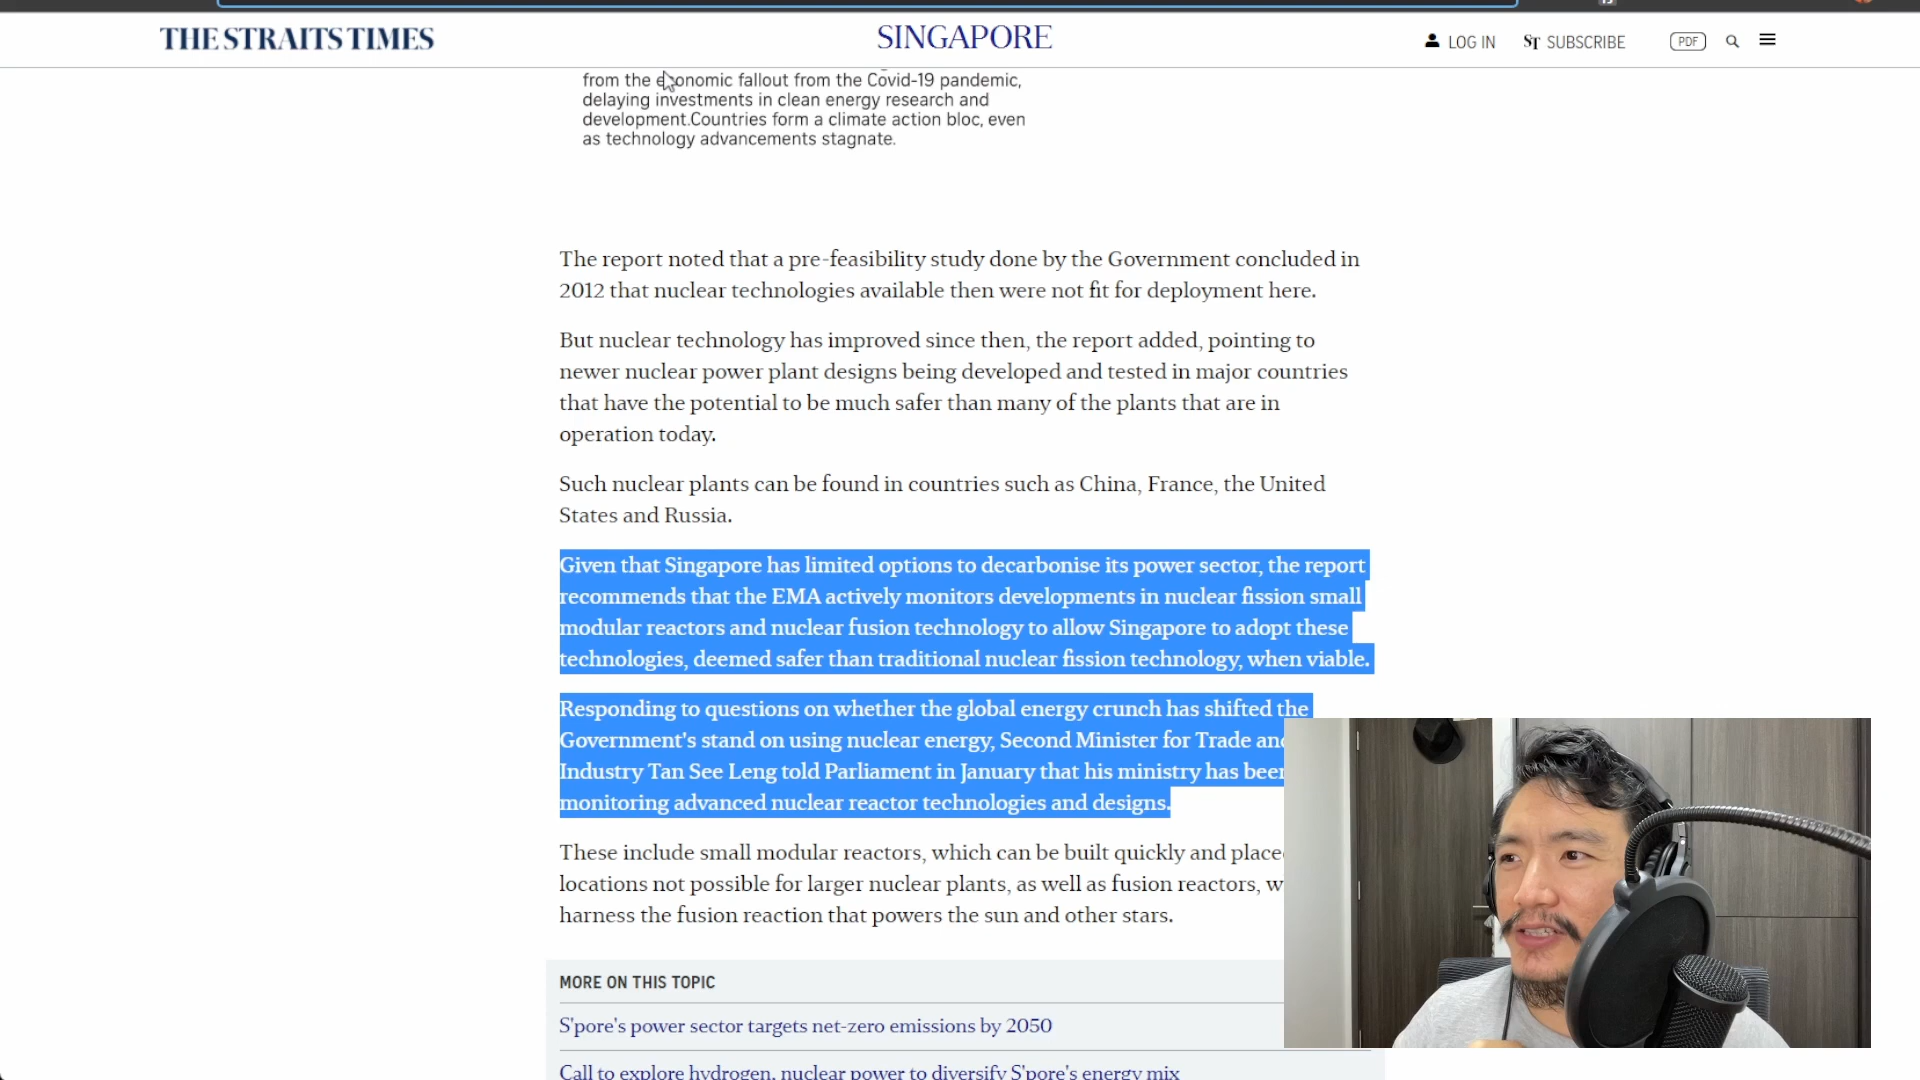 THE STRAITS TIMES
SINGAPORE
LOG IN
ST SUBSCRIBE
PDF
from the economic fallout from the Covid-19 pandemic,
delaying investments in clean energy research and
development.Countries form a climate action bloc, even
as technology advancements stagnate.
The report noted that a pre-feasibility study done by the Government concluded in
2012 that nuclear technologies available then were not fit for deployment here.
But nuclear technology has improved since then, the report added, pointing to
newer nuclear power plant designs being developed and tested in major countries
that have the potential to be much safer than many of the plants that are in
operation today.
Such nuclear plants can be found in countries such as China, France, the United
States and Russia.
Given that Singapore has limited options to decarbonise its power sector, the report
recommends that the EMA actively monitors developments in nuclear fission small
modular reactors and nuclear fusion technology to allow Singapore to adopt these
technologies, deemed safer than traditional nuclear fission technology, when viable.
Responding to questions on whether the global energy crunch has shifted the
Government's stand on using nuclear energy, Second Minister for Trade and
Industry Tan See Leng told Parliament in January that his ministry has been
monitoring advanced nuclear reactor technologies and designs.
These include small modular reactors, which can be built quickly and place
locations not possible for larger nuclear plants, as well as fusion reactors,
harness the fusion reaction that powers the sun and other stars.
MORE ON THIS TOPIC
S'pore's power sector targets net-zero emissions by 2050
Call to explore hydrogen, nuclear power to diversify S'pore's energy mix